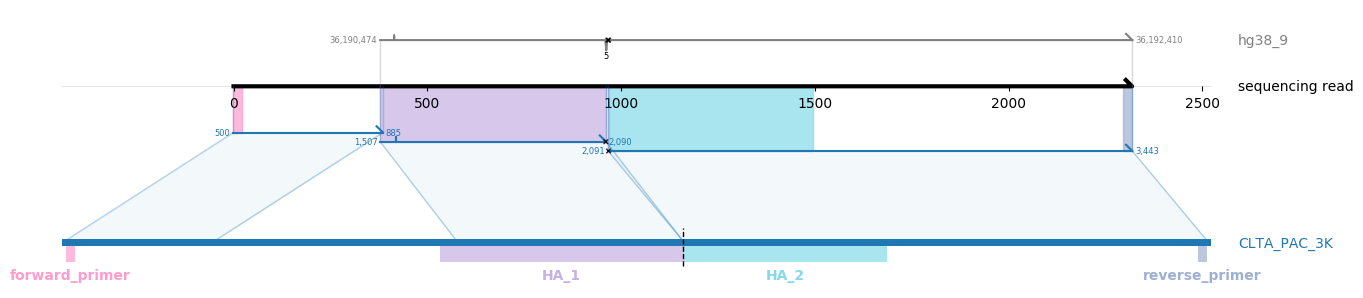 36,190,474 36,192,410 hg38_9
5
sequencing read
0 500 1000 1500 2000 2500
500 885
1,507 2,090
2,091 3,443
CLTA_PAC_3K
forward_primer HA_1 HA_2 reverse_primer